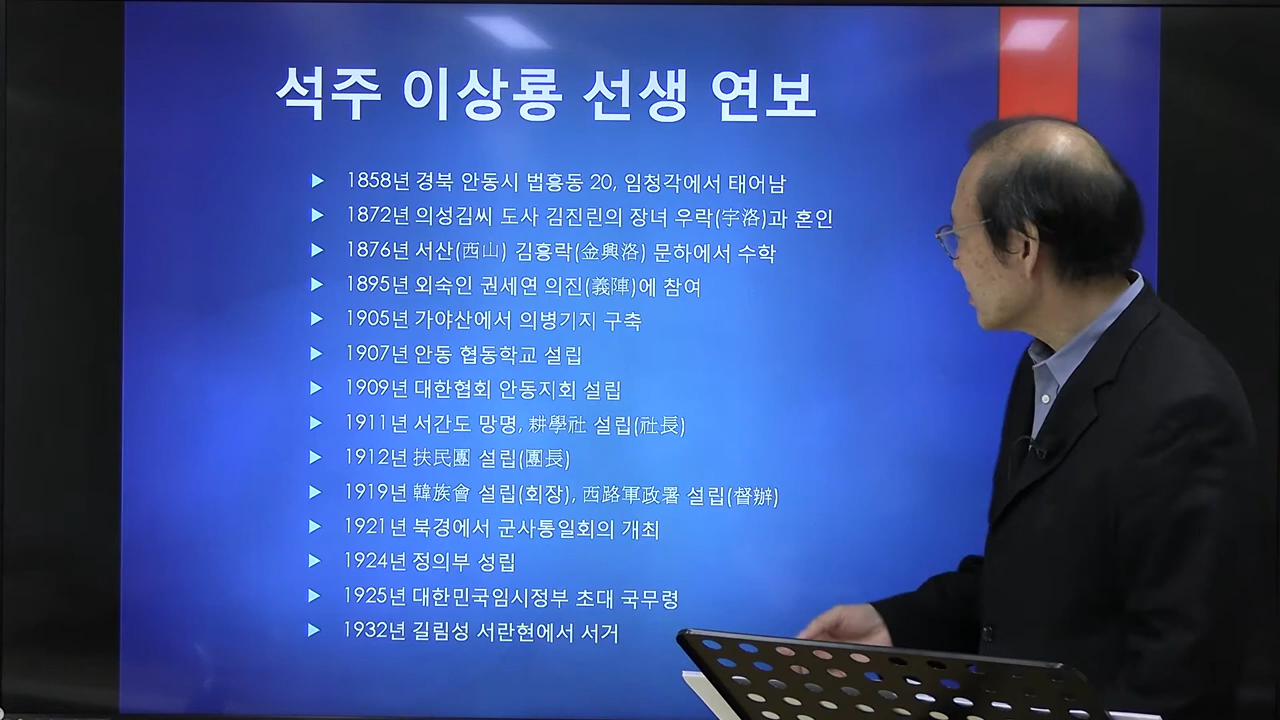 석주 이상룡 선생 연보
1858년 경북 안동시 법흥동 20, 임청각에서 태어남
1872년 의성김씨 도사 김진린의 장녀 우락(宇洛)과 혼인
1876년 서산(西山) 김흥락(金興洛) 문하에서 수학
1895년 외숙인 권세연 의진(義陣)에 참여
1905년 가야산에서 의병기지 구축
1907년 안동 협동학교 설립
1909년 대한협회 안동지회 설립
1911년 서간도 망명, 耕學社 설립(社長)
1912년 扶民團 설립(團長)
1919년 韓族會 설립(회장), 西路軍政署 설립(督辦)
1921년 북경에서 군사통일회의 개최
1924년 정의부 성립
1925년 대한민국임시정부 초대 국무령
1932년 길림성 서란현에서 서거